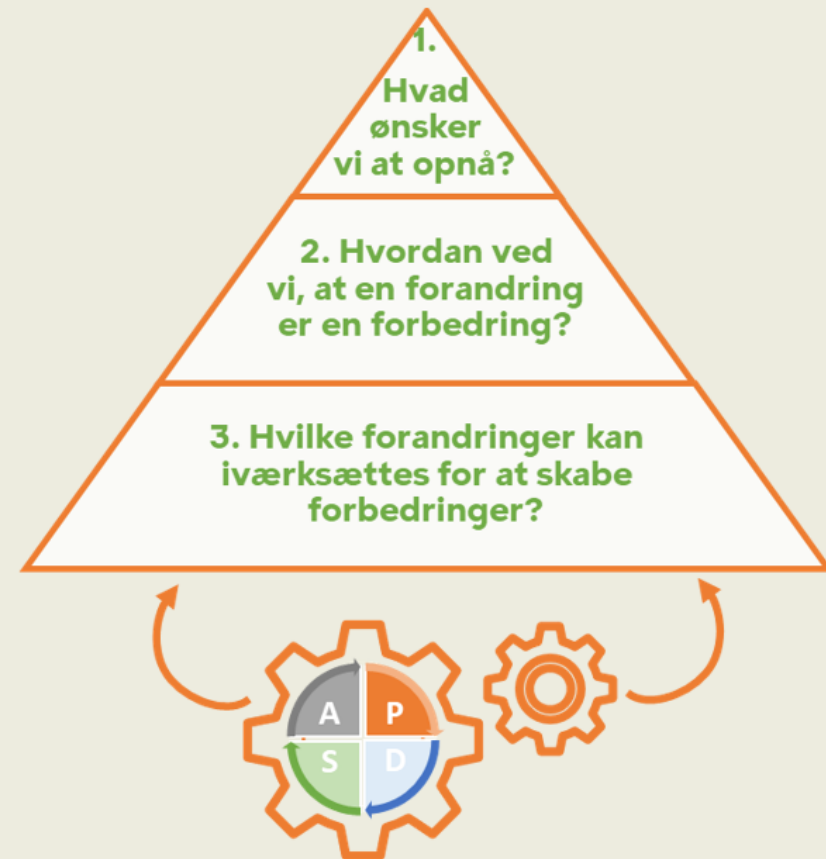 1.
Hvad
ønsker
vi at opnå?
2. Hvordan ved
vi, at en forandring
er en forbedring?
3. Hvilke forandringer kan
iværksættes for at skabe
forbedringer?
A P
S D